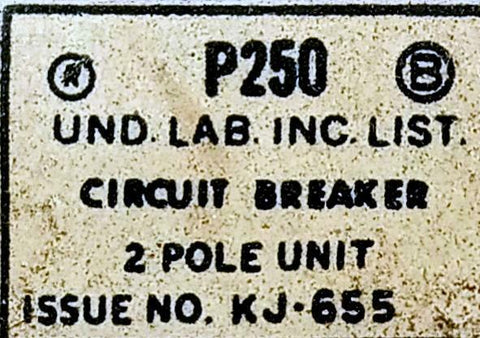 P250 B
UND. LAB. INC. LIST.
CIRCUIT BREAKER
2 POLE UNIT
ISSUE NO. KJ-655